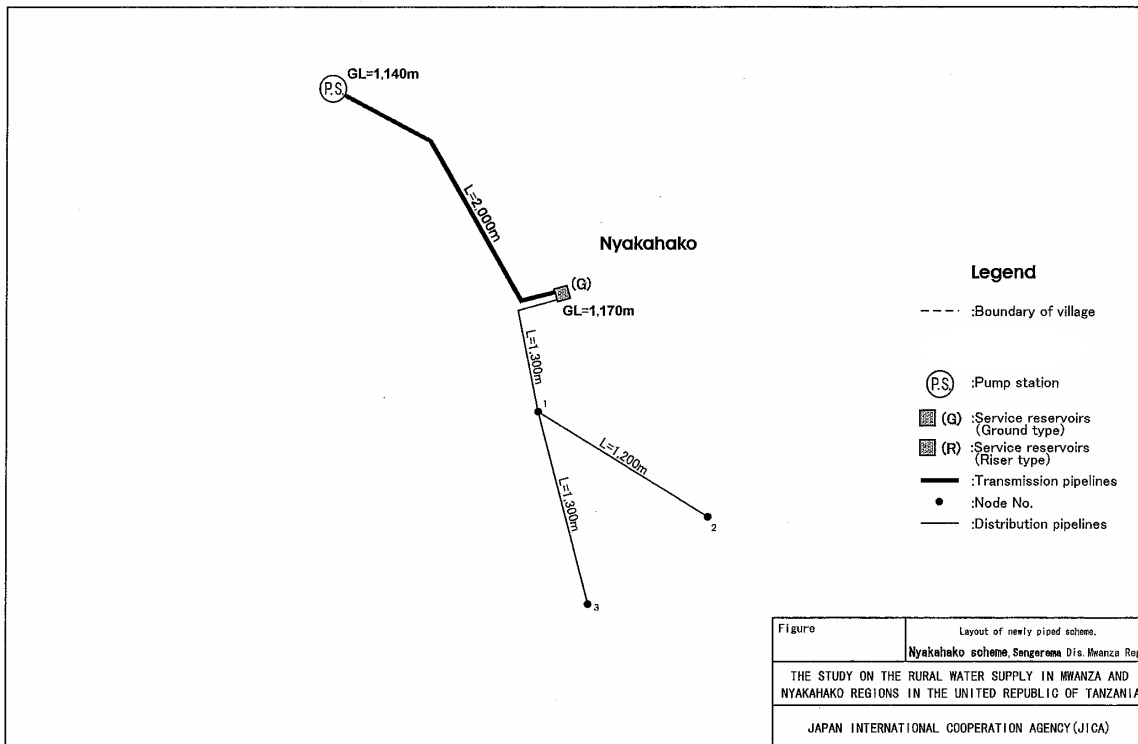 GL=1,140m
P.S.
L=2,000m
Nyakahako
(G)
GL=1,170m
L=1,300m
1
L=1,200m
L=1,300m
2
3
Legend
:Boundary of village
P.S. :Pump station
(G) :Service reservoirs
(Ground type)
(R) :Service reservoirs
(Riser type)
:Transmission pipelines
:Node No.
:Distribution pipelines
Figure
Layout of newly piped scheme,
Nyakahako scheme, Sengerema Dis. Mwanza Reg
THE STUDY ON THE RURAL WATER SUPPLY IN MWANZA AND
NYAKAHAKO REGIONS IN THE UNITED REPUBLIC OF TANZANIA
JAPAN INTERNATIONAL COOPERATION AGENCY(JICA)